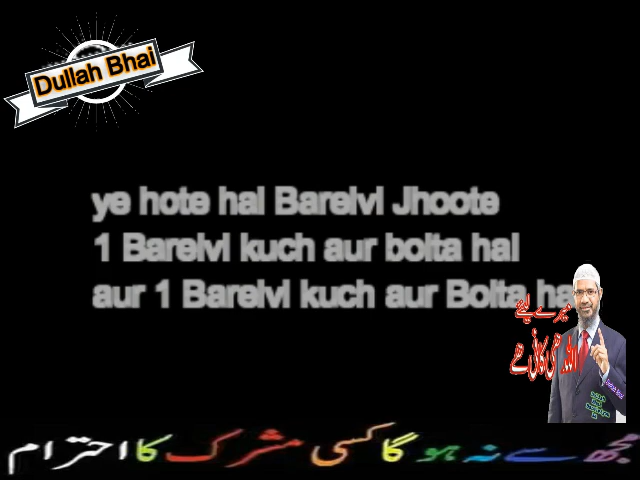 Dullah Bhai
ye hote hai Barelvi Jhoote
1 Barelvi kuch aur bolta hai
aur 1 Barelvi kuch aur Bolta ha
میرے لیئے
اللہ ہی کافی ہے
مجھ سے نہ ہو گا کسی مشرک کا احترام